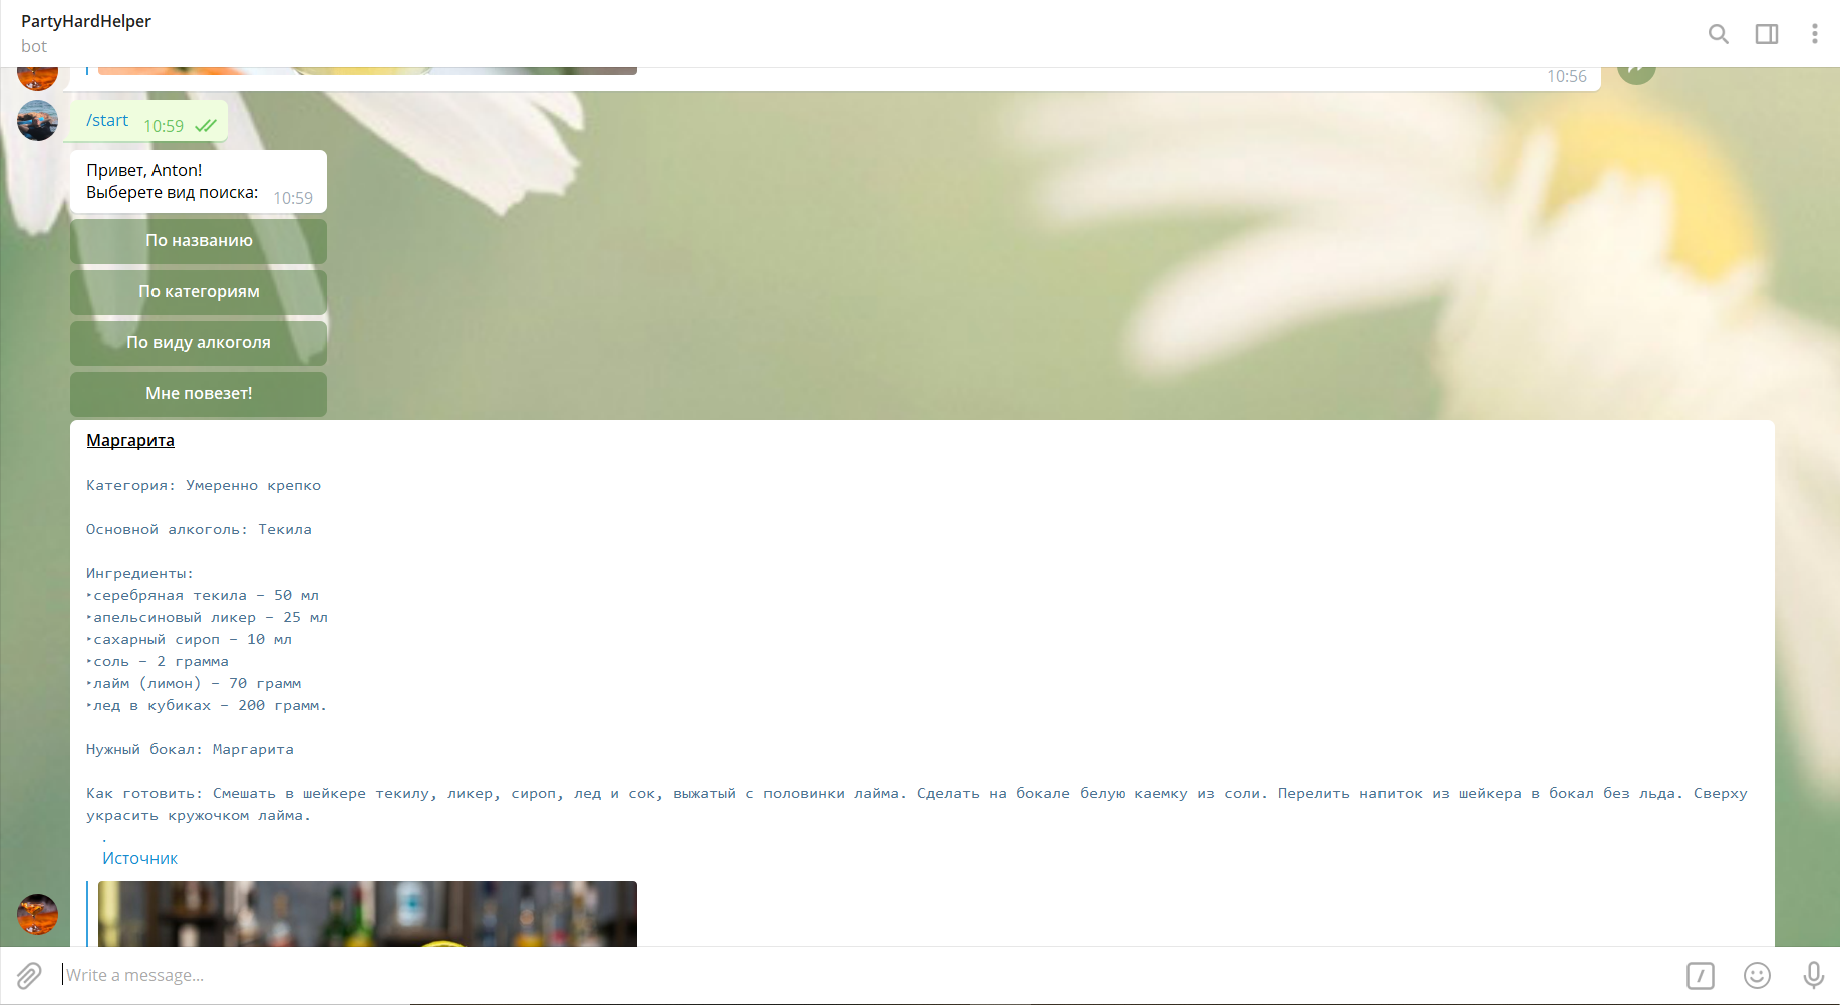 PartyHardHelper
bot
10:56
/start 10:59
Привет, Anton!
Выберете вид поиска: 10:59
По названию
По категориям
По виду алкоголя
Мне повезет!
Маргарита
Категория: Умеренно крепко
Основной алкоголь: Текила
Ингредиенты:
‣серебряная текила – 50 мл
‣апельсиновый ликер – 25 мл
‣сахарный сироп – 10 мл
‣соль – 2 грамма
‣лайм (лимон) – 70 грамм
‣лед в кубиках – 200 грамм.
Нужный бокал: Маргарита
Как готовить: Смешать в шейкере текилу, ликер, сироп, лед и сок, выжатый с половинки лайма. Сделать на бокале белую каемку из соли. Перелить напиток из шейкера в бокал без льда. Сверху
украсить кружочком лайма.
.
Источник
Write a message...